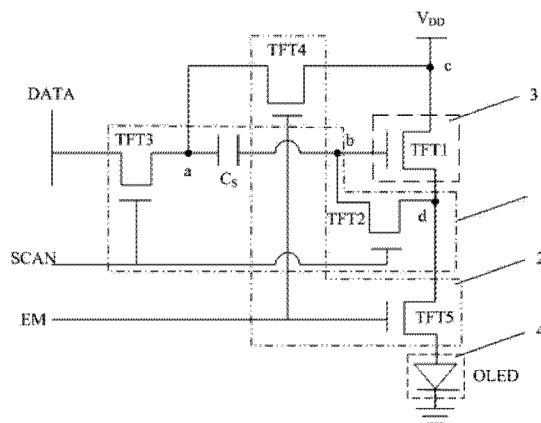 V_DD
TFT4
c
DATA
3
TFT3
b
TFT1
a
C_S
TFT2
d
SCAN
2
EM
TFT5
4
OLED